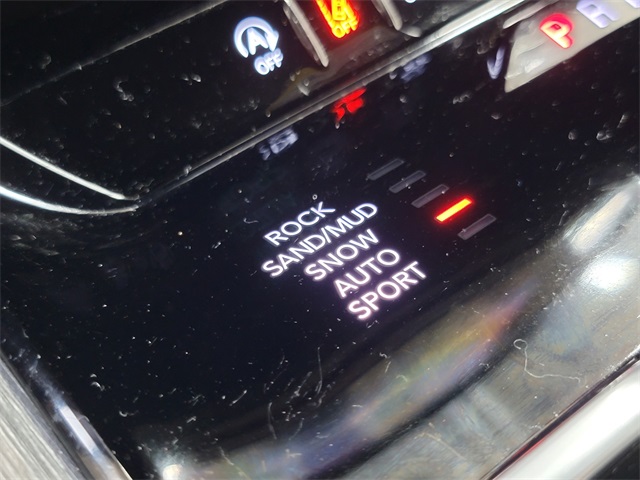 A OFF
OFF
P R
ROCK
SAND/MUD
SNOW
AUTO
SPORT